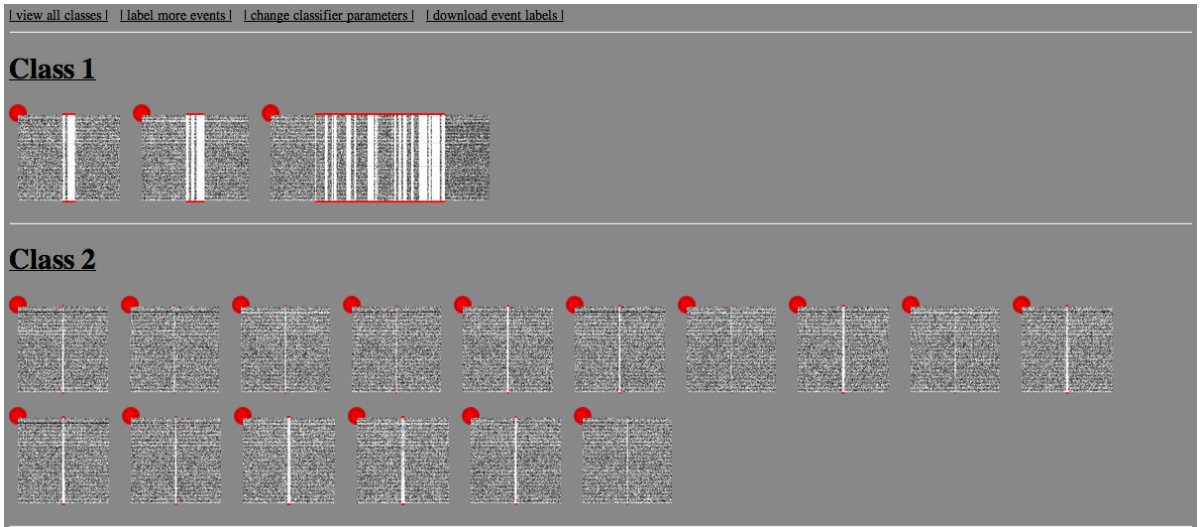 | view all classes | | label more events | | change classifier parameters | | download event labels |
Class 1
Class 2